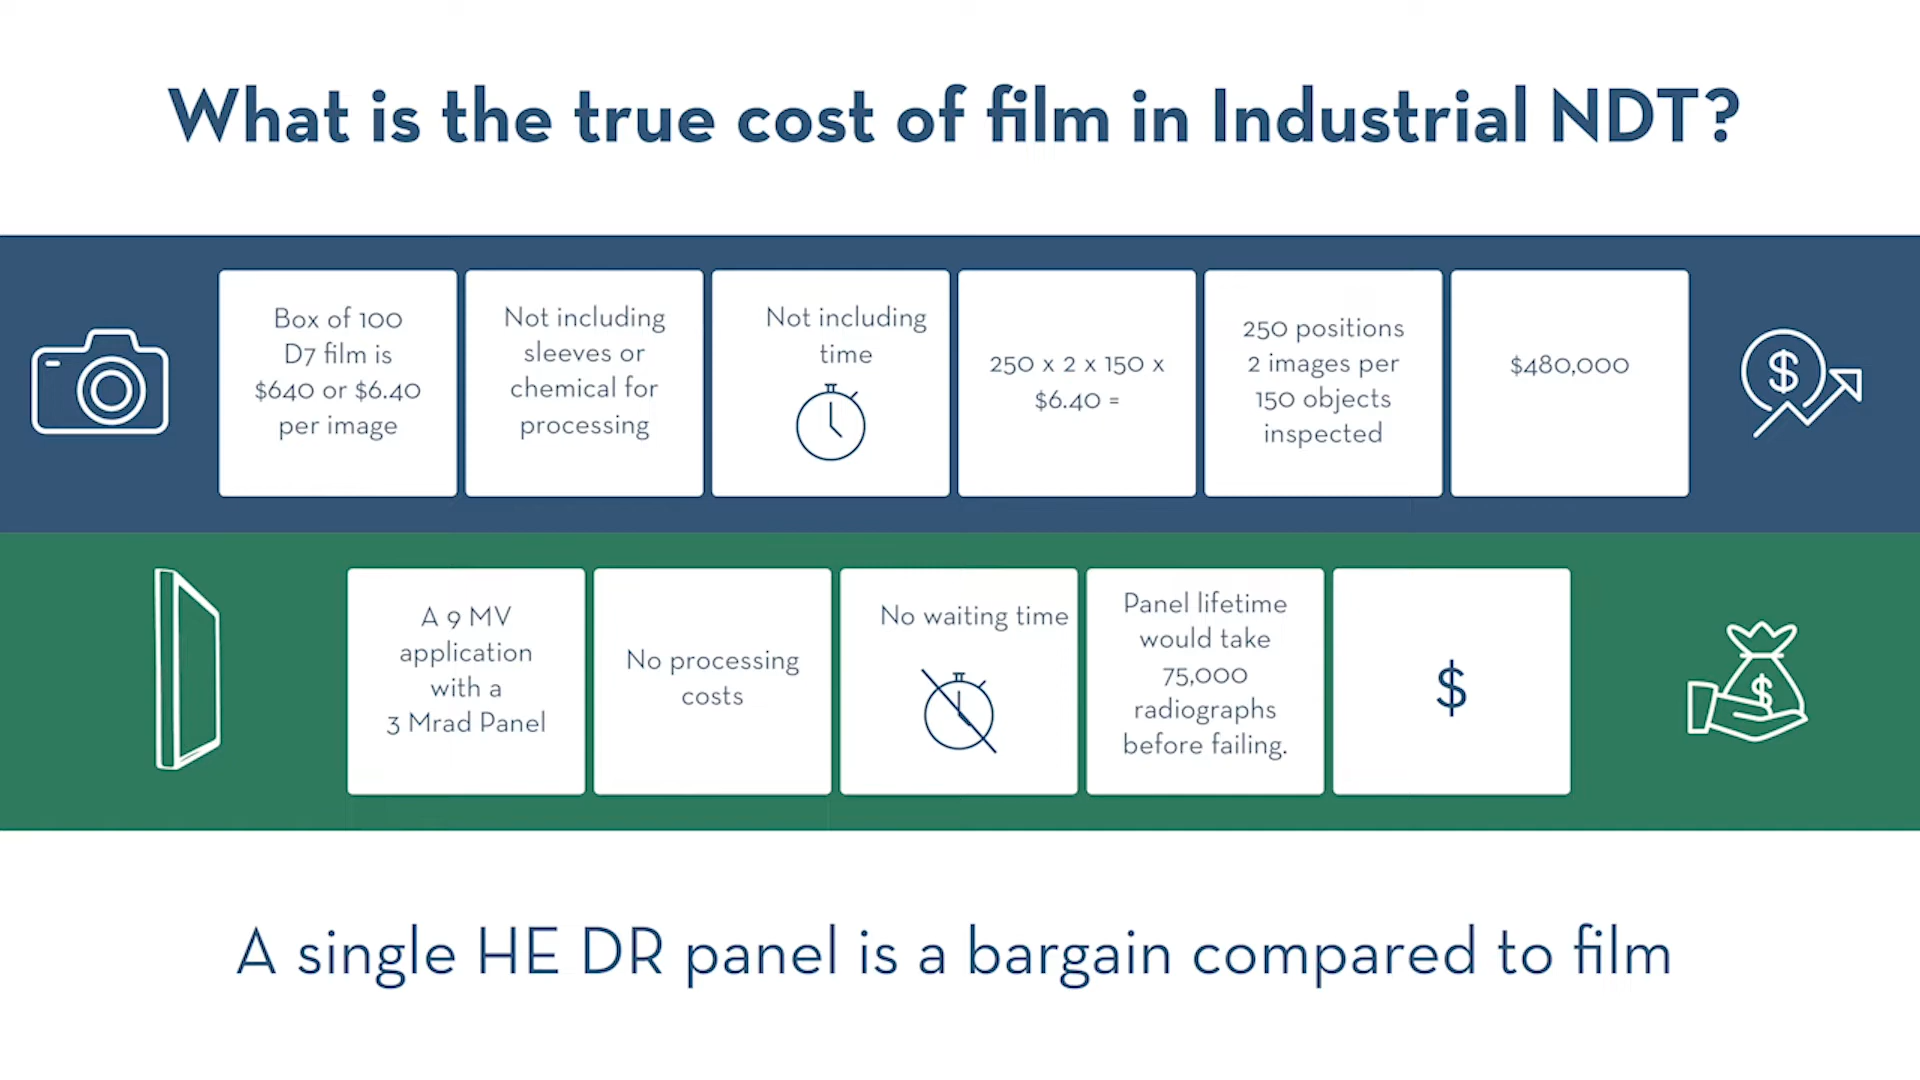 What is the true cost of film in Industrial NDT?
Box of 100
D7 film is
$640 or $6.40
per image
Not including
sleeves or
chemical for
processing
Not including
time
250 x 2 x 150 x
$6.40 =
250 positions
2 images per
150 objects
inspected
$480,000
$
A 9 MV
application
with a
3 Mrad Panel
No processing
costs
No waiting time
Panel lifetime
would take
75,000
radiographs
before failing.
$
$
A single HE DR panel is a bargain compared to film